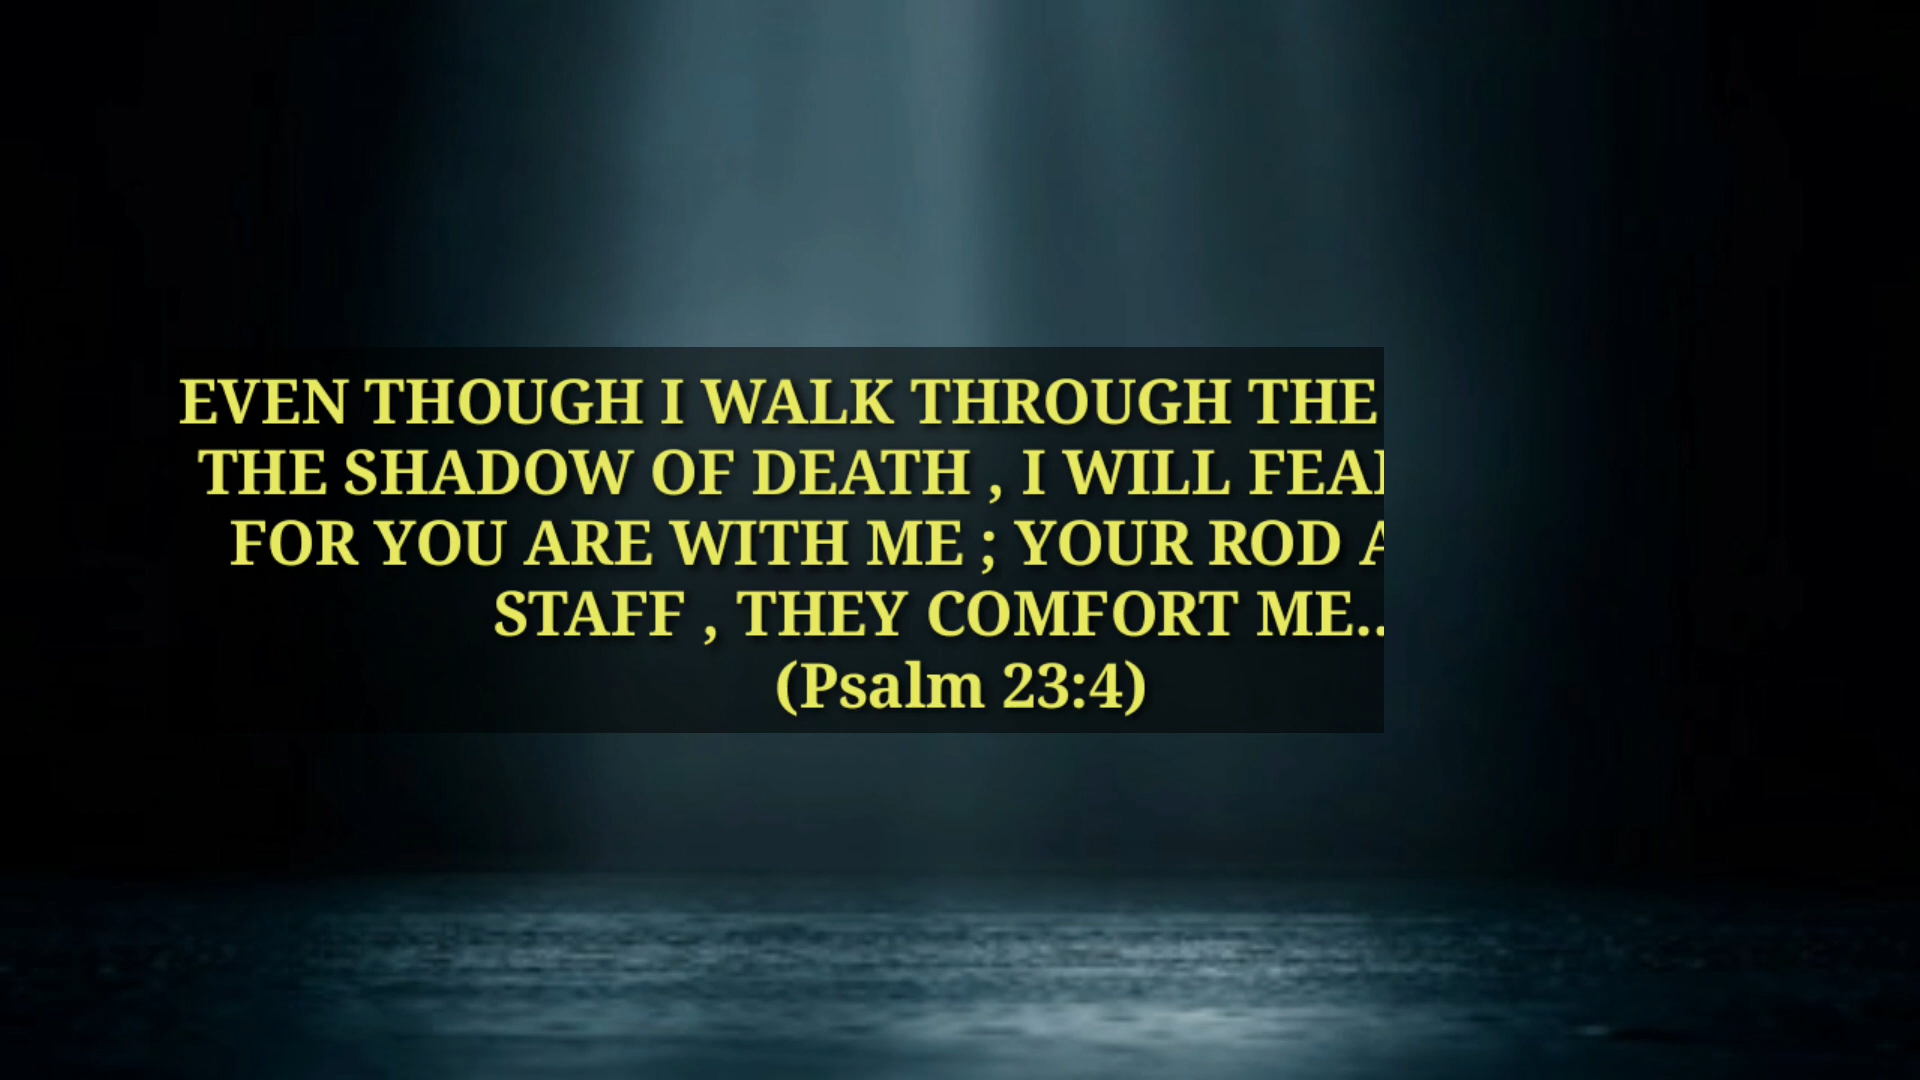 EVEN THOUGH I WALK THROUGH THE
THE SHADOW OF DEATH , I WILL
FOR YOU ARE WITH ME ; YOUR ROD
STAFF , THEY COMFORT ME..
(Psalm 23:4)